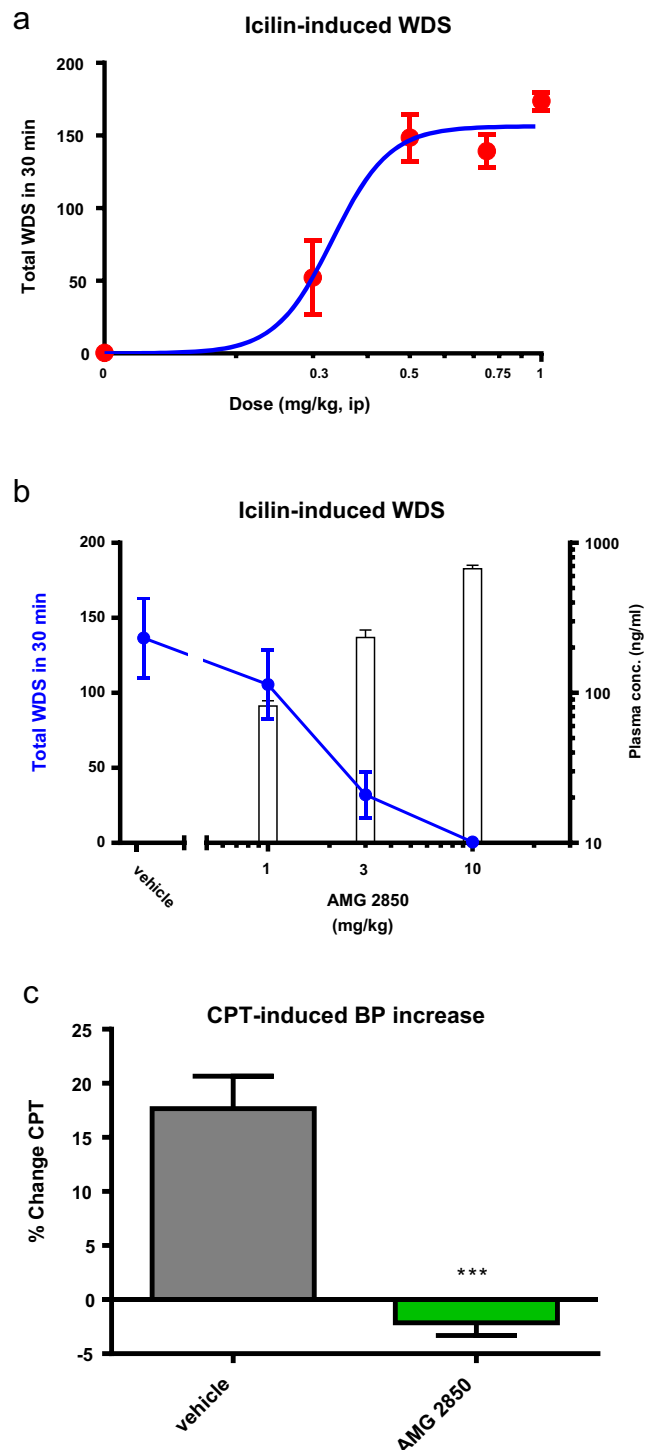 a
Icilin-induced WDS
Total WDS in 30 min
200
150
100
50
0
0
0.3
0.5
0.75
1
Dose (mg/kg, ip)
b
Icilin-induced WDS
Total WDS in 30 min
200
150
100
50
0
1000
100
10
Plasma conc. (ng/ml)
vehicle
1
3
10
AMG 2850
(mg/kg)
c
CPT-induced BP increase
% Change CPT
25
20
15
10
5
0
-5
***
vehicle
AMG 2850